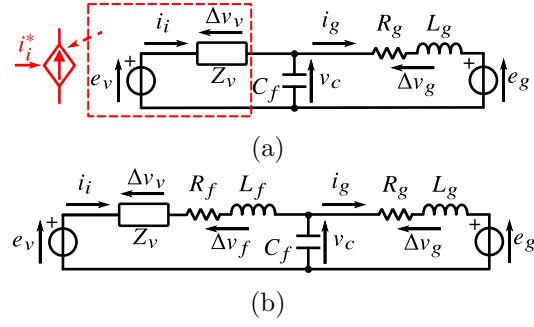 i_i^* e_v + i_i Δv_v Z_v C_f v_c i_g R_g L_g Δv_g + e_g
(a)
e_v + i_i Δv_v Z_v R_f L_f Δv_f C_f v_c i_g R_g L_g Δv_g + e_g
(b)